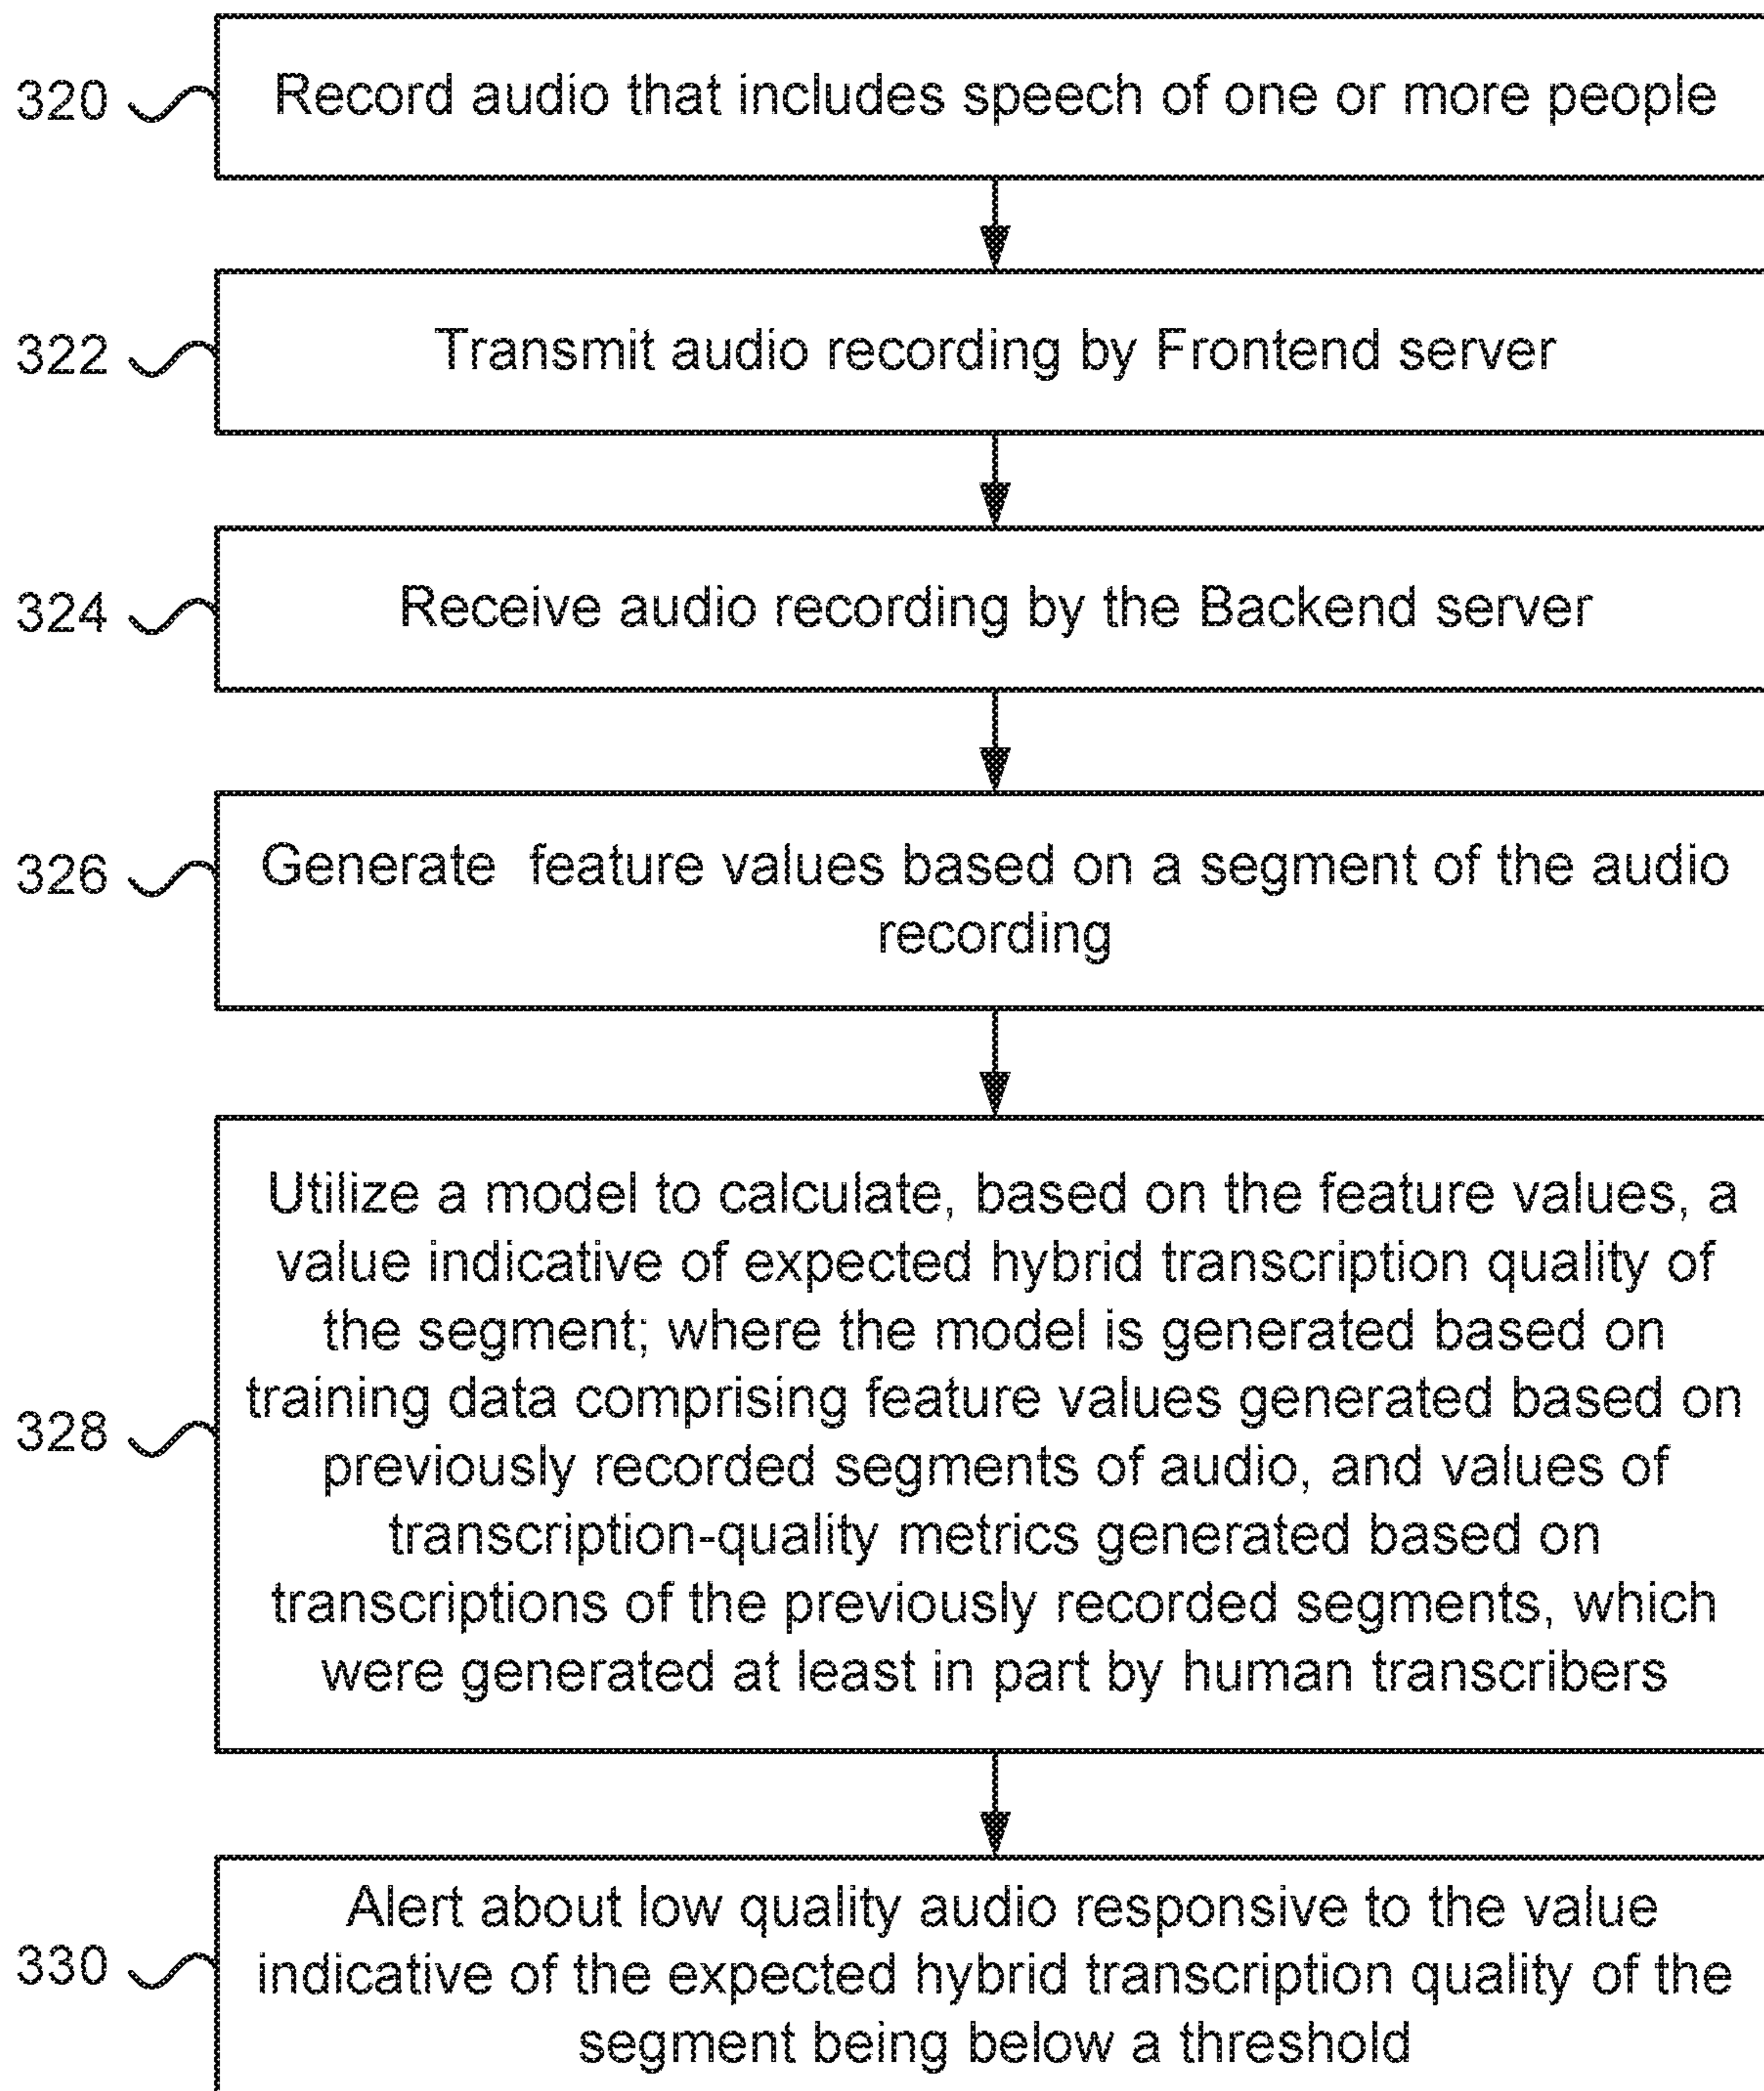 320
Record audio that includes speech of one or more people
322
Transmit audio recording by Frontend server
324
Receive audio recording by the Backend server
326
Generate feature values based on a segment of the audio
recording
328
Utilize a model to calculate, based on the feature values, a
value indicative of expected hybrid transcription quality of
the segment; where the model is generated based on
training data comprising feature values generated based on
previously recorded segments of audio, and values of
transcription-quality metrics generated based on
transcriptions of the previously recorded segments, which
were generated at least in part by human transcribers
330
Alert about low quality audio responsive to the value
indicative of the expected hybrid transcription quality of the
segment being below a threshold